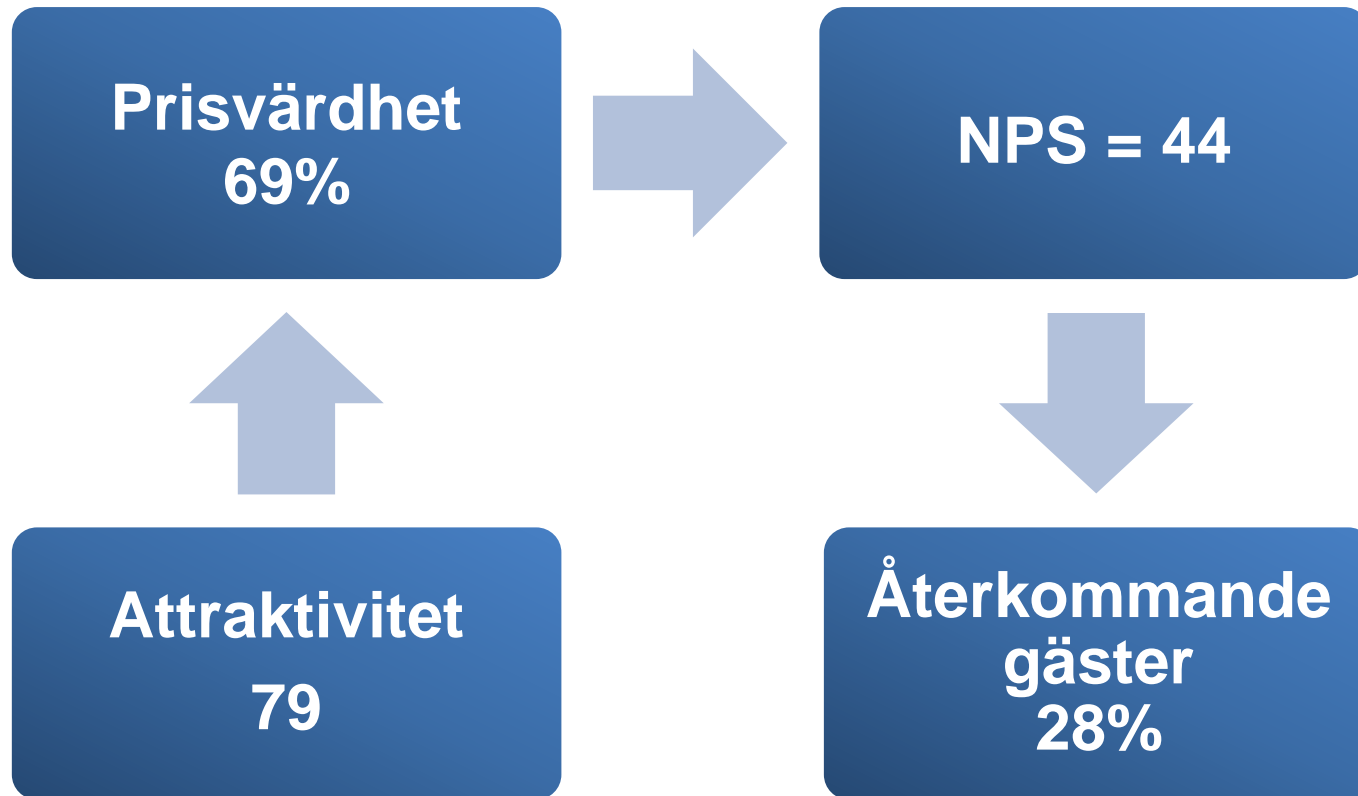 Prisvärdhet
69%
NPS = 44
Attraktivitet
79
Återkommande
gäster
28%